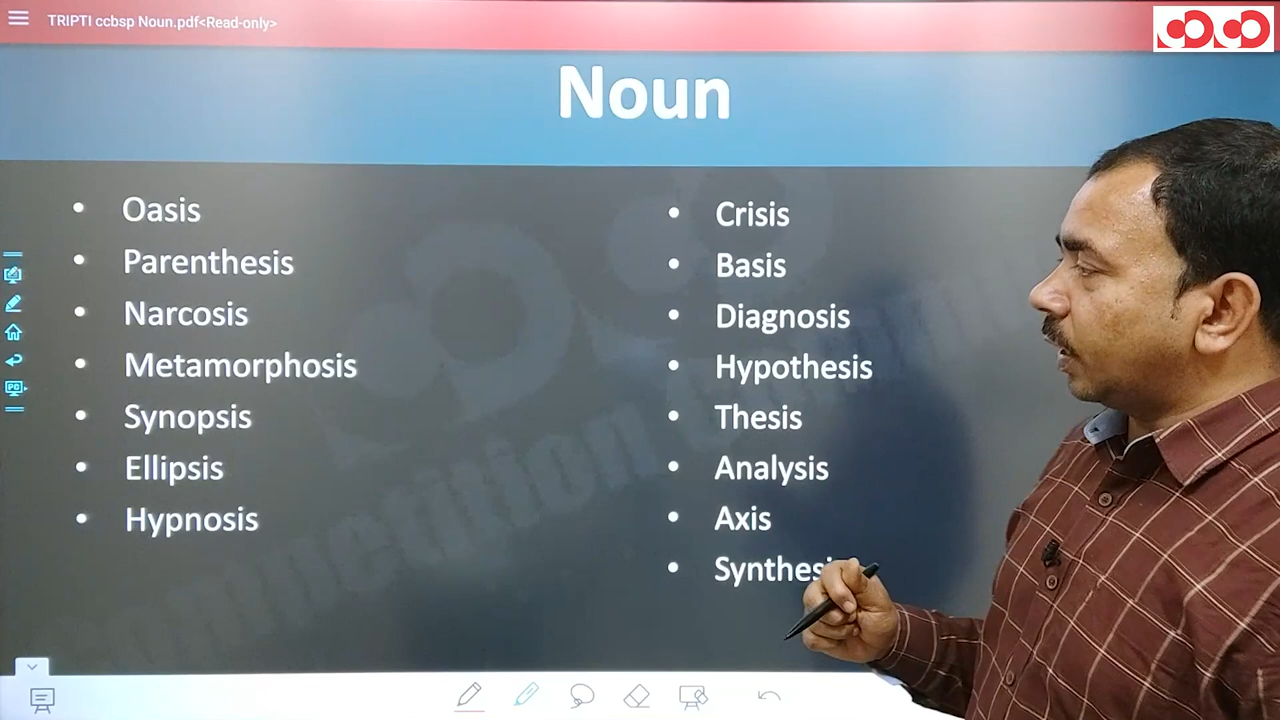 TRIPTI ccbsp Noun.pdf<Read-only>
Noun
• Oasis
• Parenthesis
• Narcosis
• Metamorphosis
• Synopsis
• Ellipsis
• Hypnosis
• Crisis
• Basis
• Diagnosis
• Hypothesis
• Thesis
• Analysis
• Axis
• Synthesi